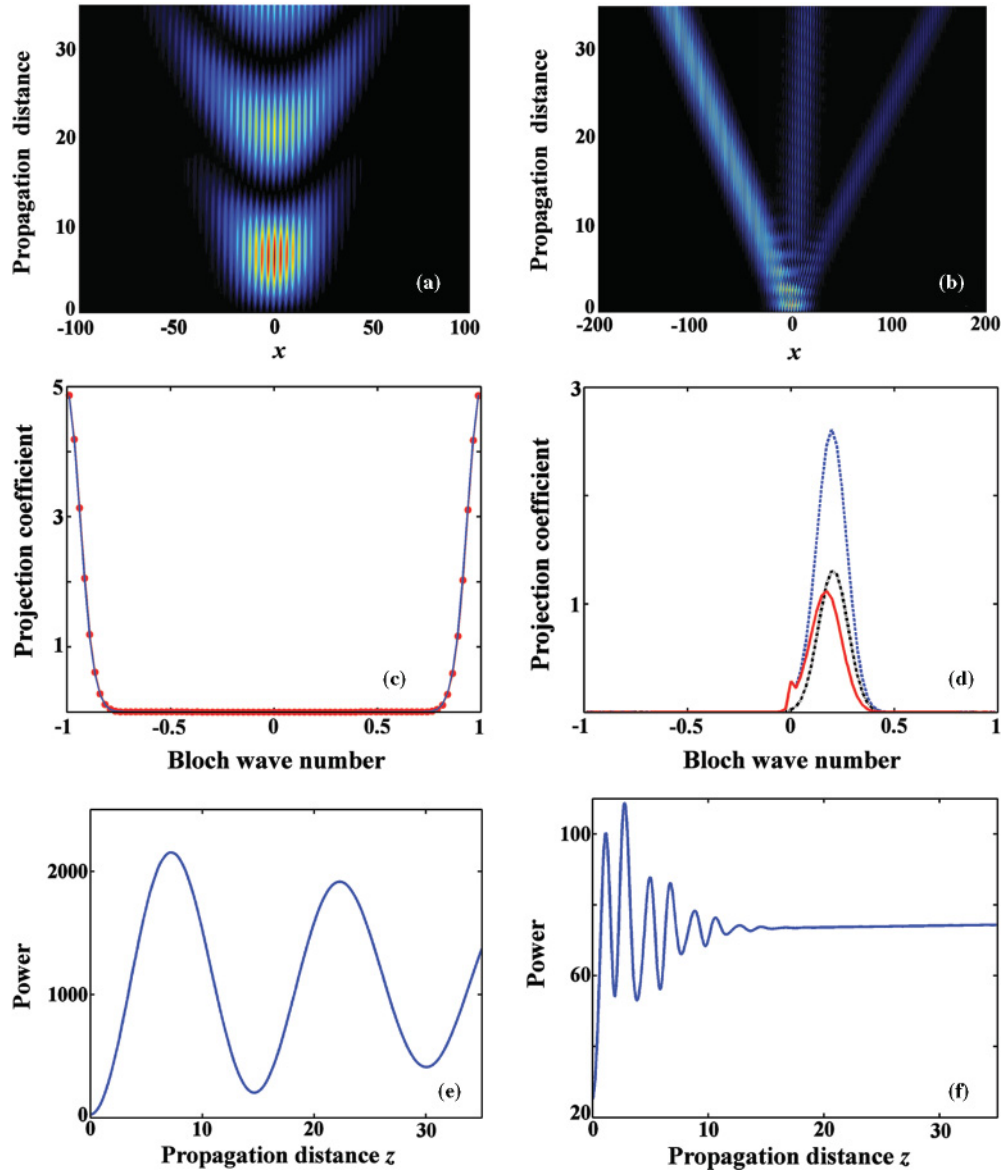 Propagation distance
30
20
10
0
-100
-50
0
50
100
x
(a)
Propagation distance
30
20
10
0
-200
-100
0
100
200
x
(b)
Projection coefficient
5
3
1
-1
-0.5
0
0.5
1
Bloch wave number
(c)
Projection coefficient
3
1
-1
-0.5
0
0.5
1
Bloch wave number
(d)
Power
2000
1000
0
0
10
20
30
Propagation distance z
(e)
Power
100
60
20
0
10
20
30
Propagation distance z
(f)